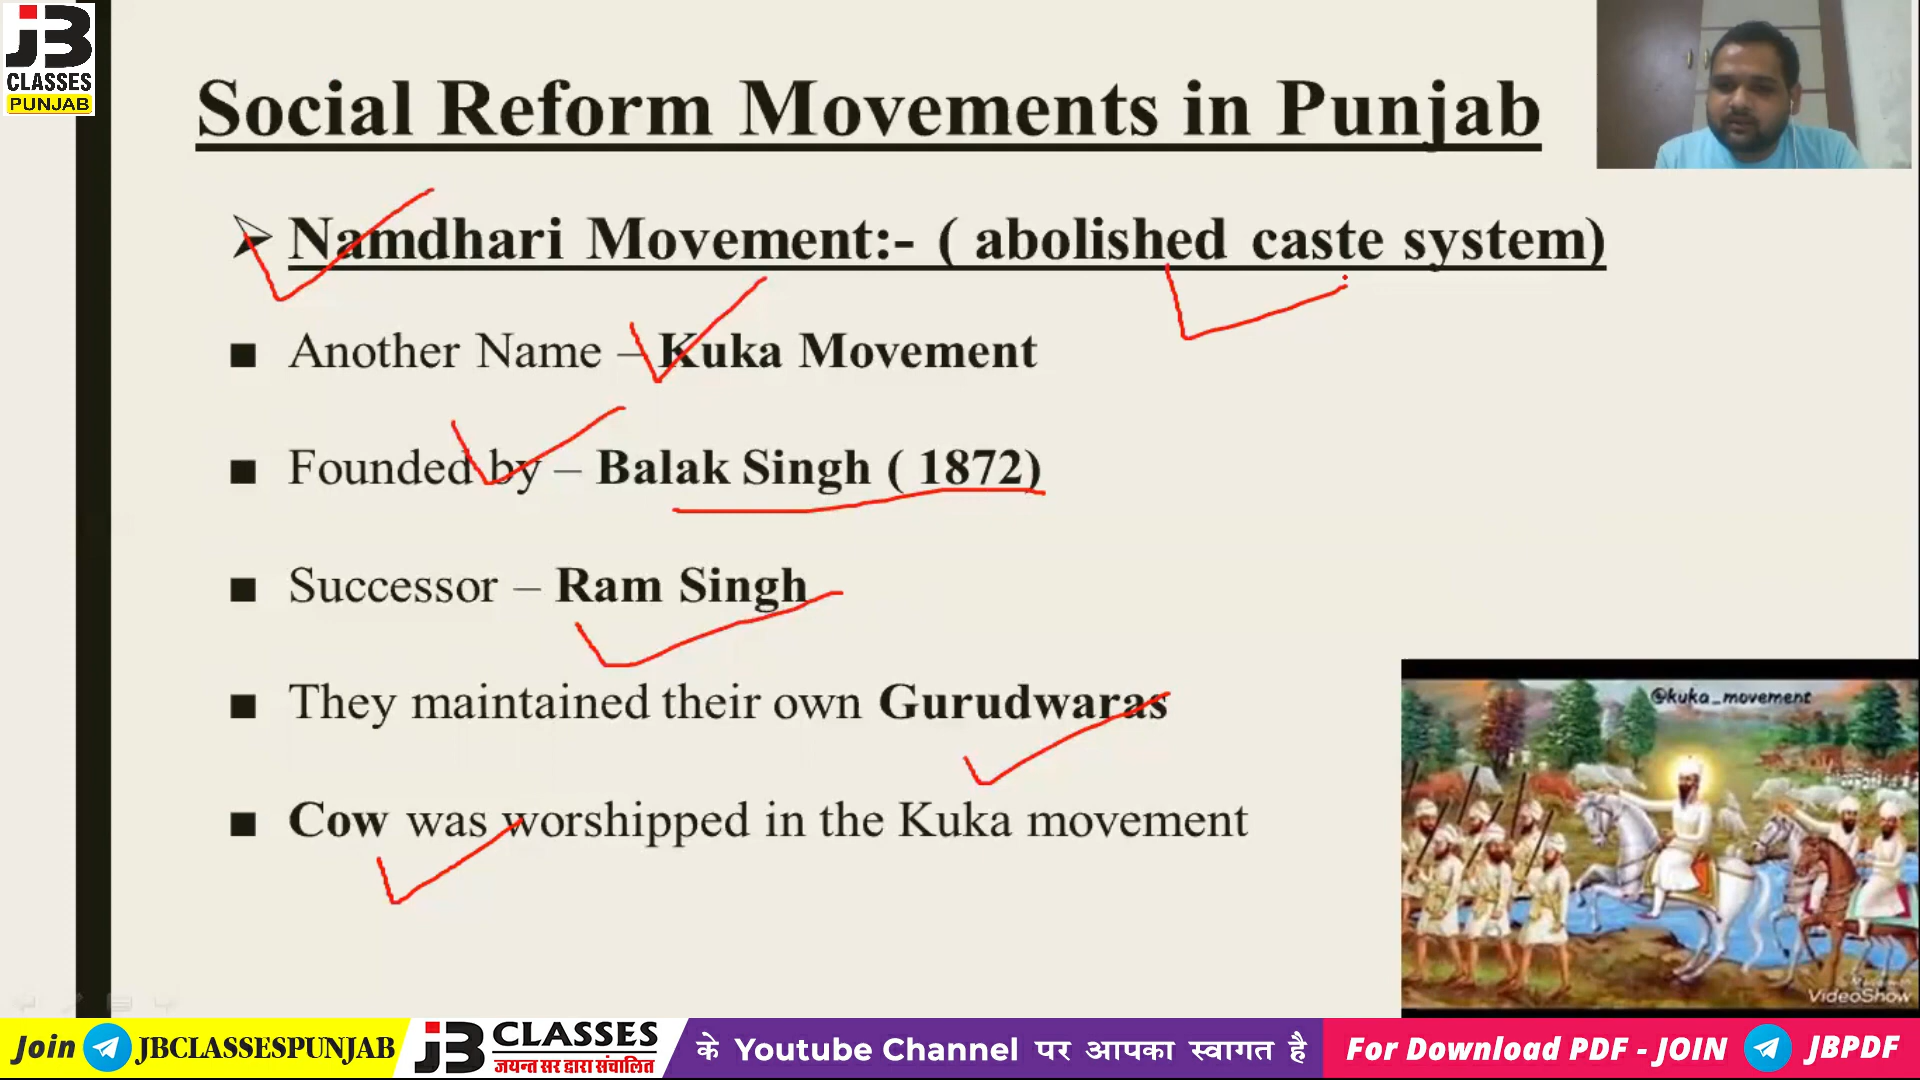 JB
CLASSES
PUNJAB
Social Reform Movements in Punjab
Namdhari Movement:- ( abolished caste system)
Another Name – Kuka Movement
Founded by – Balak Singh ( 1872)
Successor – Ram Singh
They maintained their own Gurudwaras
Cow was worshipped in the Kuka movement
@kuka_movement
VideoShow
Join JBCLASSESPUNJAB
JB CLASSES
जयन्त सर द्वारा संचालित
के Youtube Channel पर आपका स्वागत है
For Download PDF - JOIN JBPDF